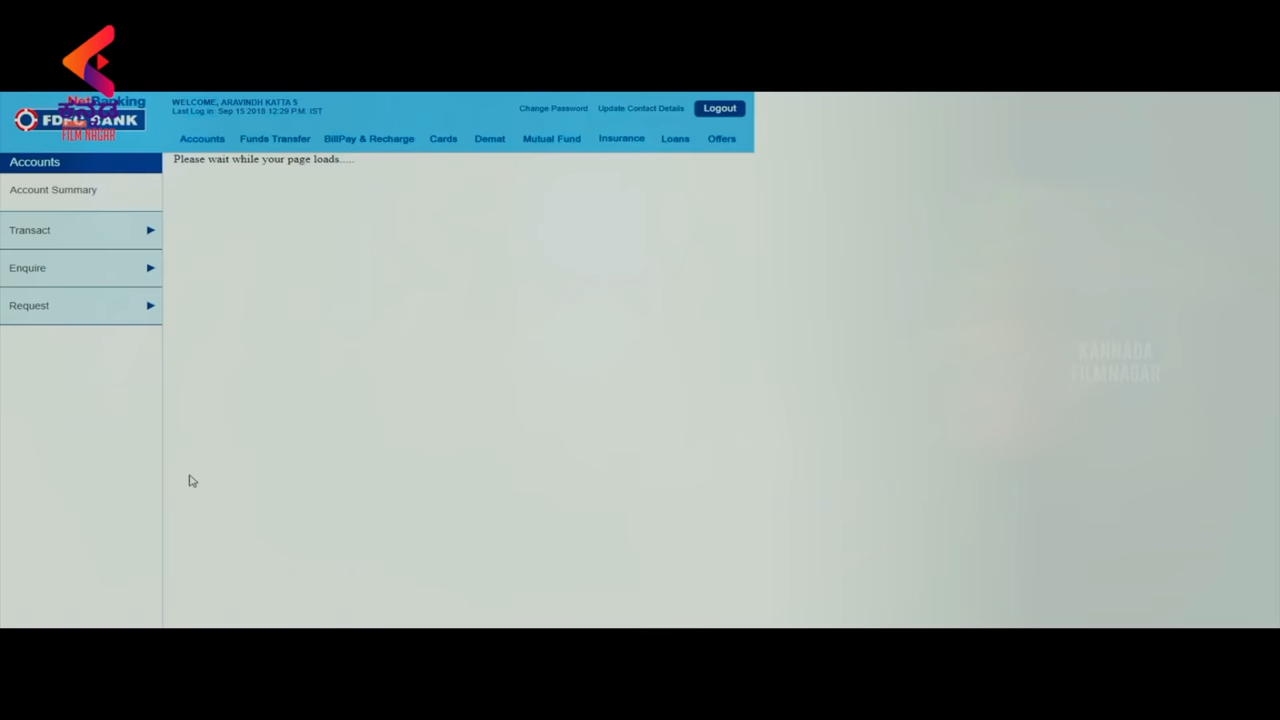 NetBanking
FDFC BANK
FILM NAGAR
WELCOME, ARAVINDH KATTA S
Last Log in: Sep 15 2018 12:29 P.M. IST
Change Password Update Contact Details Logout
Accounts Funds Transfer BillPay & Recharge Cards Demat Mutual Fund Insurance Loans Offers
Accounts
Please wait while your page loads.....
Account Summary
Transact
Enquire
Request
KANNADA
FILMNAGAR